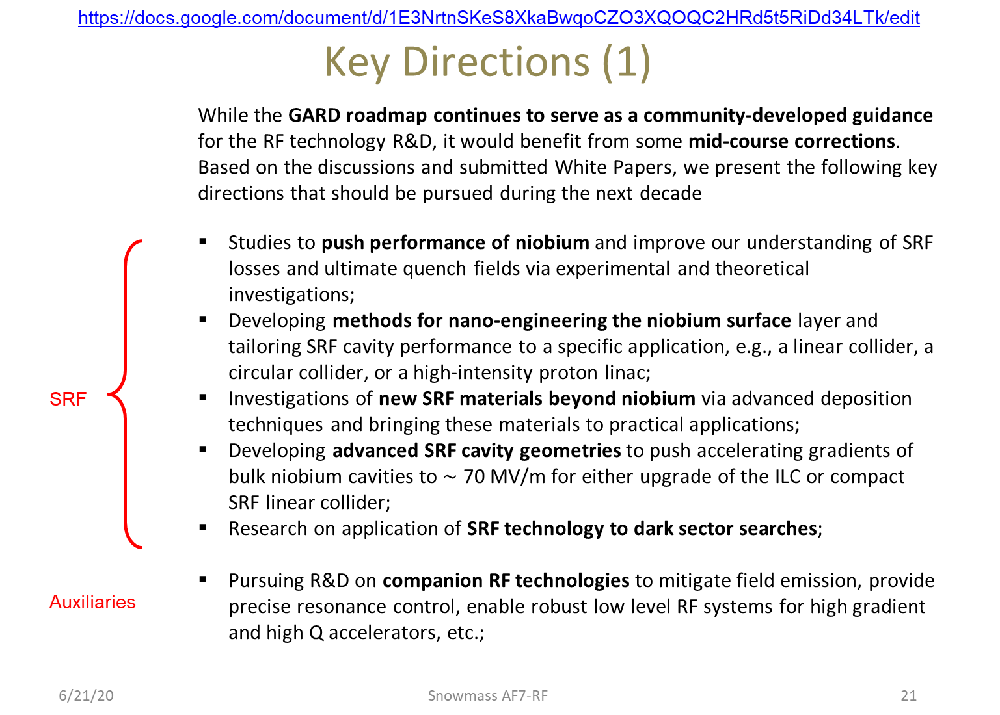 https://docs.google.com/document/d/1E3NrtnSKeS8XkaBwqoCZO3XQOQC2HRd5t5RiDd34LTk/edit
Key Directions (1)
While the GARD roadmap continues to serve as a community-developed guidance
for the RF technology R&D, it would benefit from some mid-course corrections.
Based on the discussions and submitted White Papers, we present the following key
directions that should be pursued during the next decade
▪ Studies to push performance of niobium and improve our understanding of SRF
losses and ultimate quench fields via experimental and theoretical
investigations;
▪ Developing methods for nano-engineering the niobium surface layer and
tailoring SRF cavity performance to a specific application, e.g., a linear collider, a
circular collider, or a high-intensity proton linac;
SRF
▪ Investigations of new SRF materials beyond niobium via advanced deposition
techniques and bringing these materials to practical applications;
▪ Developing advanced SRF cavity geometries to push accelerating gradients of
bulk niobium cavities to ~ 70 MV/m for either upgrade of the ILC or compact
SRF linear collider;
▪ Research on application of SRF technology to dark sector searches;
Auxiliaries
▪ Pursuing R&D on companion RF technologies to mitigate field emission, provide
precise resonance control, enable robust low level RF systems for high gradient
and high Q accelerators, etc.;
6/21/20
Snowmass AF7-RF
21